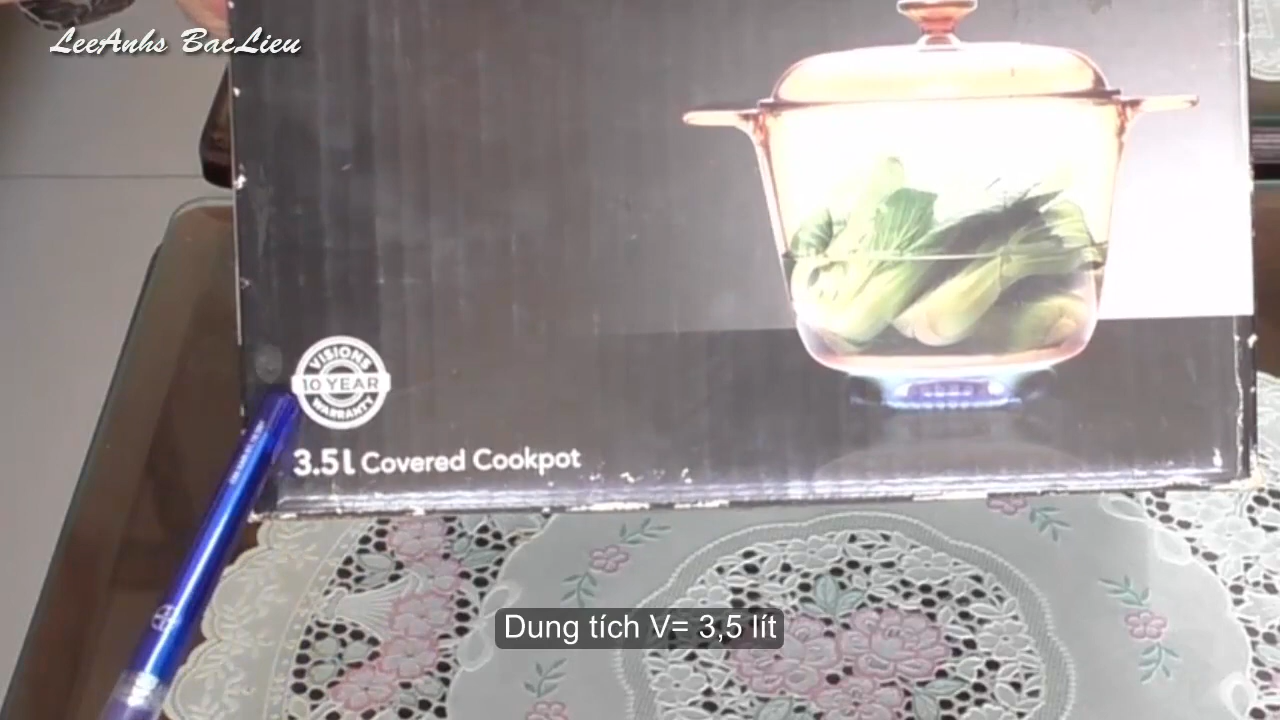 LeeAnhs BacLieu
VISIONS
10 YEAR
WARRANTY
3.5l Covered Cookpot
Dung tích V= 3,5 lít